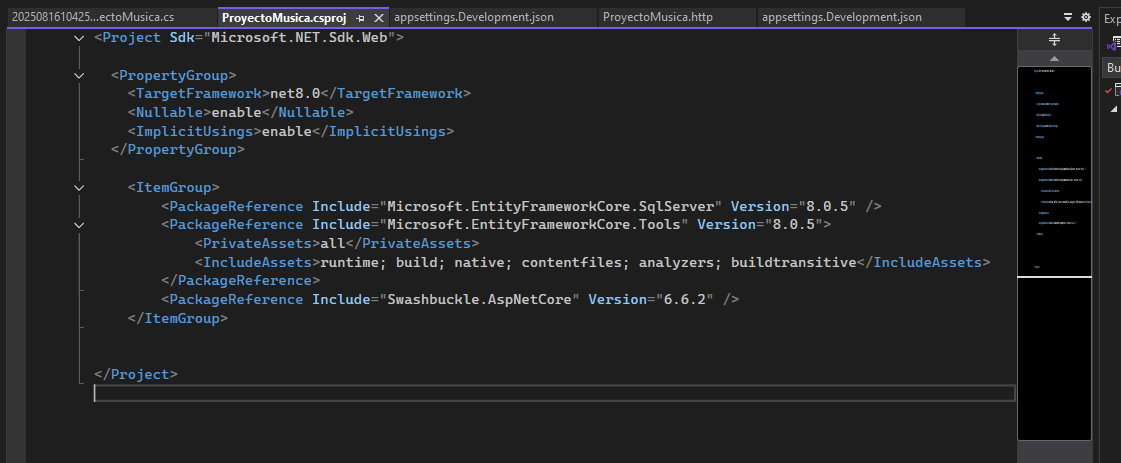 2025081610425...ectoMusica.cs
ProyectoMusica.csproj
appsettings.Development.json
ProyectoMusica.http
appsettings.Development.json
Exp
Bu
<Project Sdk="Microsoft.NET.Sdk.Web">
<PropertyGroup>
<TargetFramework>net8.0</TargetFramework>
<Nullable>enable</Nullable>
<ImplicitUsings>enable</ImplicitUsings>
</PropertyGroup>
<ItemGroup>
<PackageReference Include="Microsoft.EntityFrameworkCore.SqlServer" Version="8.0.5" />
<PackageReference Include="Microsoft.EntityFrameworkCore.Tools" Version="8.0.5">
<PrivateAssets>all</PrivateAssets>
<IncludeAssets>runtime; build; native; contentfiles; analyzers; buildtransitive</IncludeAssets>
</PackageReference>
<PackageReference Include="Swashbuckle.AspNetCore" Version="6.6.2" />
</ItemGroup>
</Project>